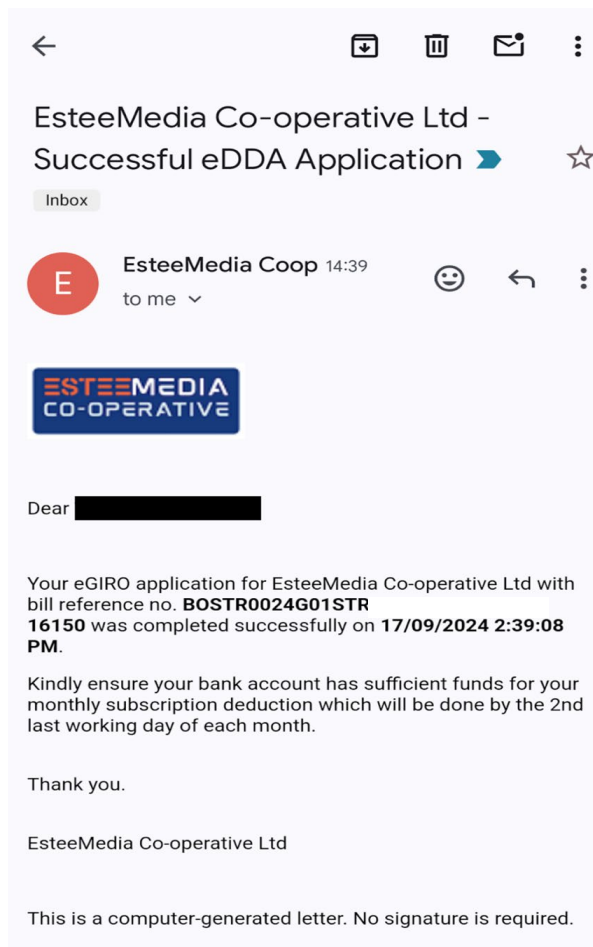 EsteeMedia Co-operative Ltd -
Successful eDDA Application
Inbox
E
EsteeMedia Coop 14:39
to me
ESTEEMEDIA
CO-OPERATIVE
Dear
Your eGIRO application for EsteeMedia Co-operative Ltd with
bill reference no. BOSTR0024G01STR
16150 was completed successfully on 17/09/2024 2:39:08
PM.
Kindly ensure your bank account has sufficient funds for your
monthly subscription deduction which will be done by the 2nd
last working day of each month.
Thank you.
EsteeMedia Co-operative Ltd
This is a computer-generated letter. No signature is required.